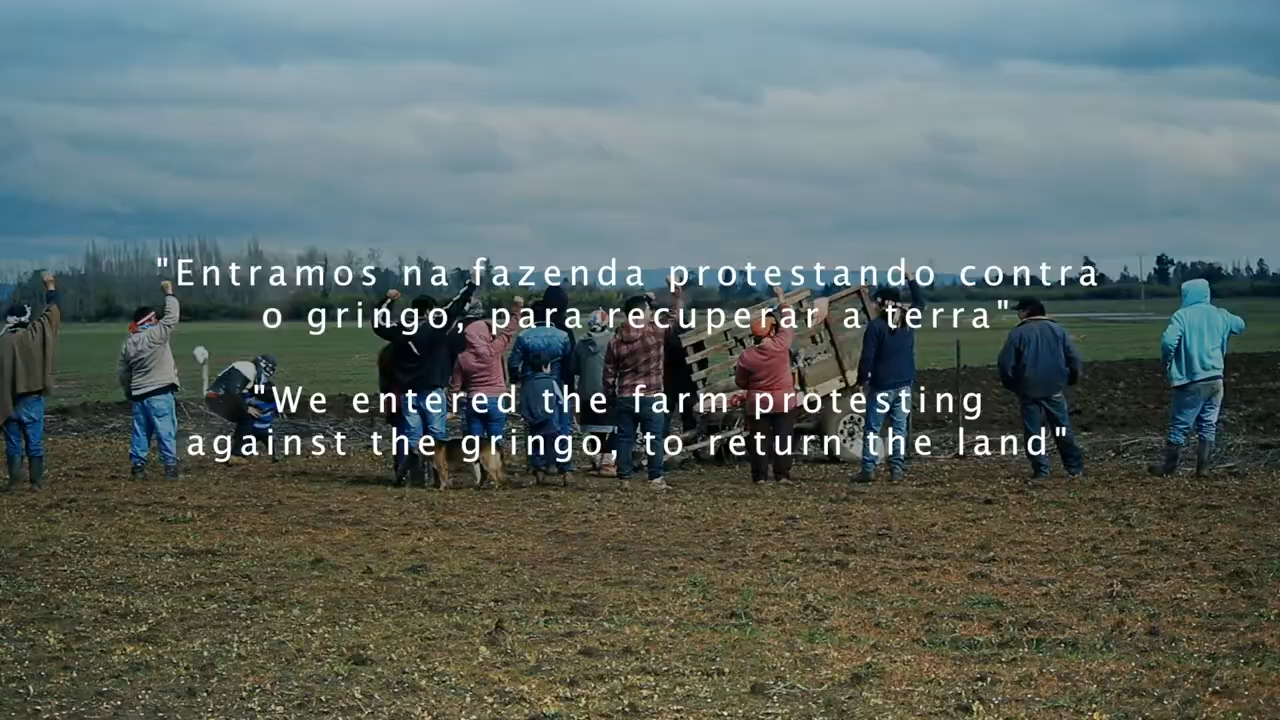 "Entramos na fazenda protestando contra
o gringo, para recuperar a terra"
"We entered the farm protesting
against the gringo, to return the land"